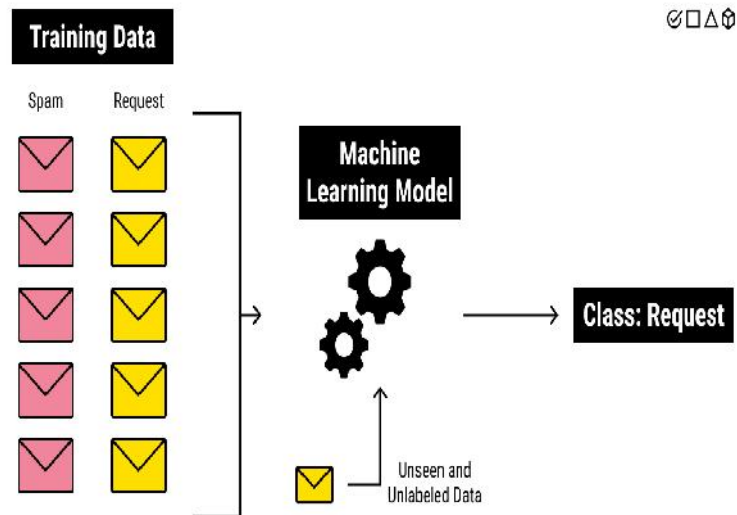 Training Data
Spam
Request
Machine
Learning Model
Class: Request
Unseen and
Unlabeled Data